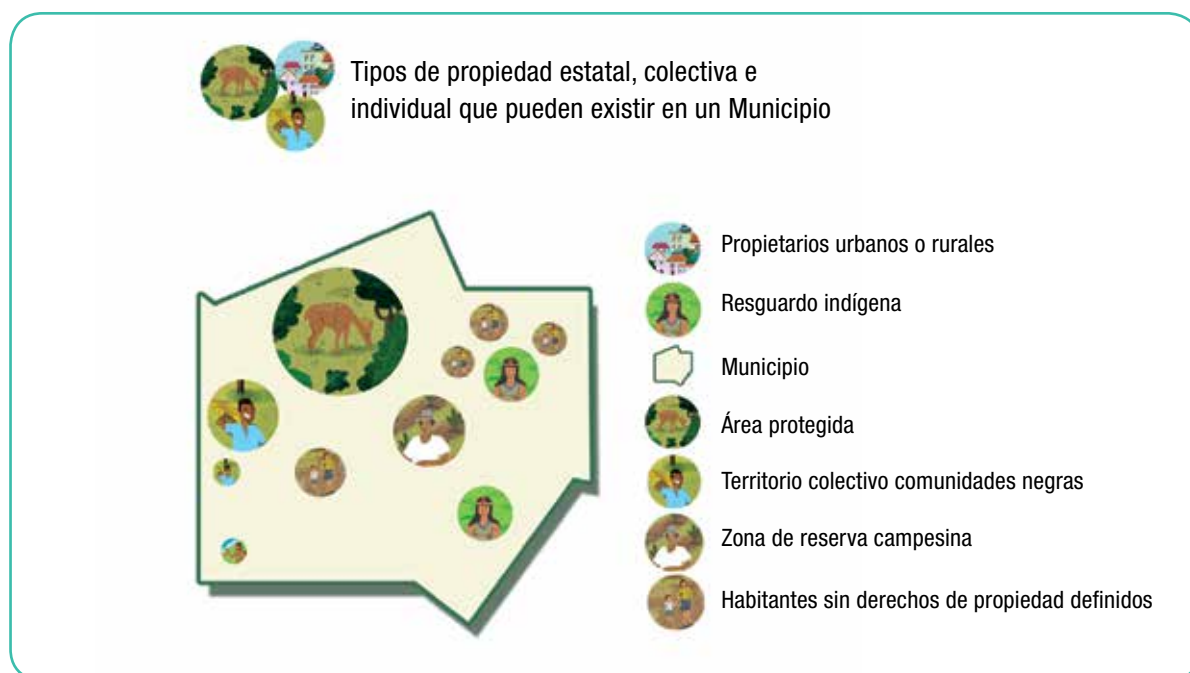 Tipos de propiedad estatal, colectiva e
individual que pueden existir en un Municipio
Propietarios urbanos o rurales
Resguardo indígena
Municipio
Área protegida
Territorio colectivo comunidades negras
Zona de reserva campesina
Habitantes sin derechos de propiedad definidos